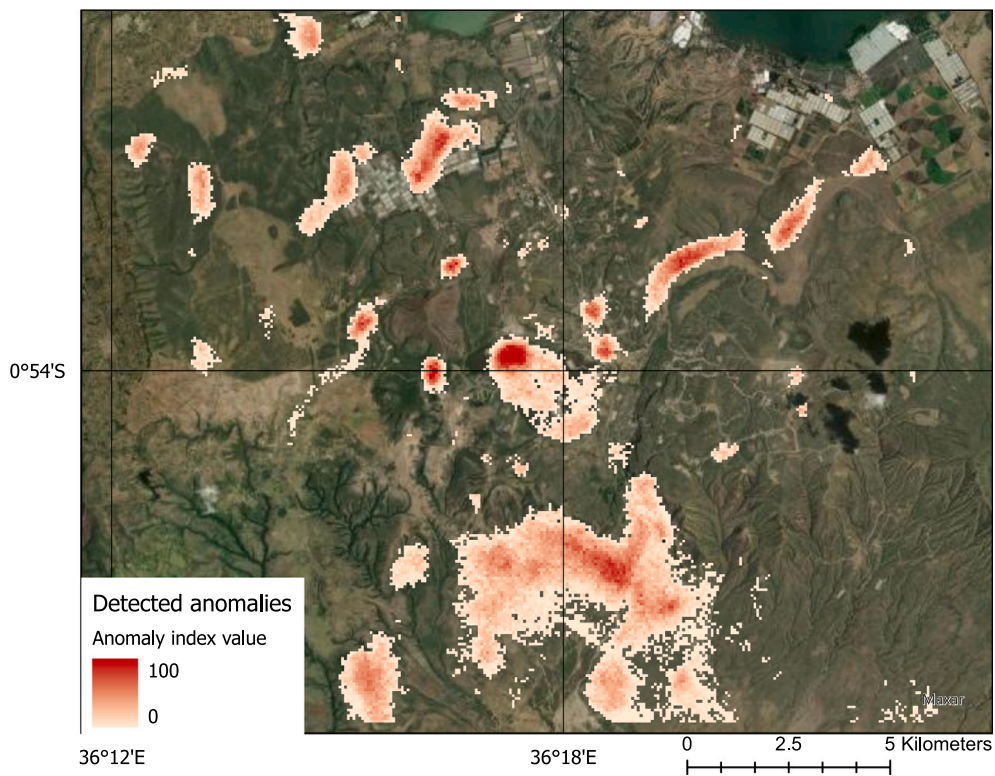 0°54'S
Detected anomalies
Anomaly index value
100
0
Maxar
36°12'E
36°18'E
0 2.5 5 Kilometers